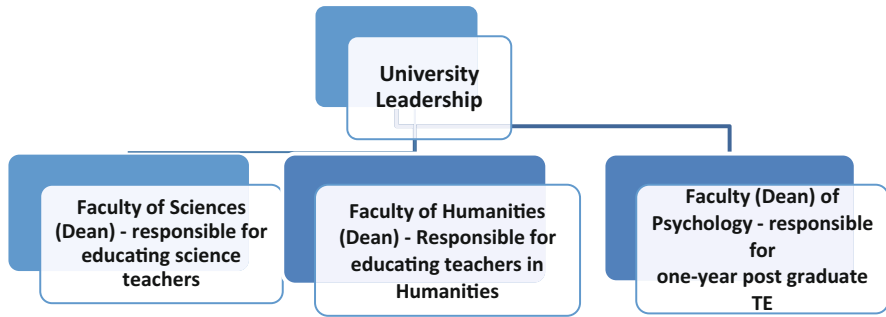 University
Leadership
Faculty of Sciences
(Dean) - responsible for
educating science
teachers
Faculty of Humanities
(Dean) - Responsible for
educating teachers in
Humanities
Faculty (Dean) of
Psychology - responsible
for
one-year post graduate
TE